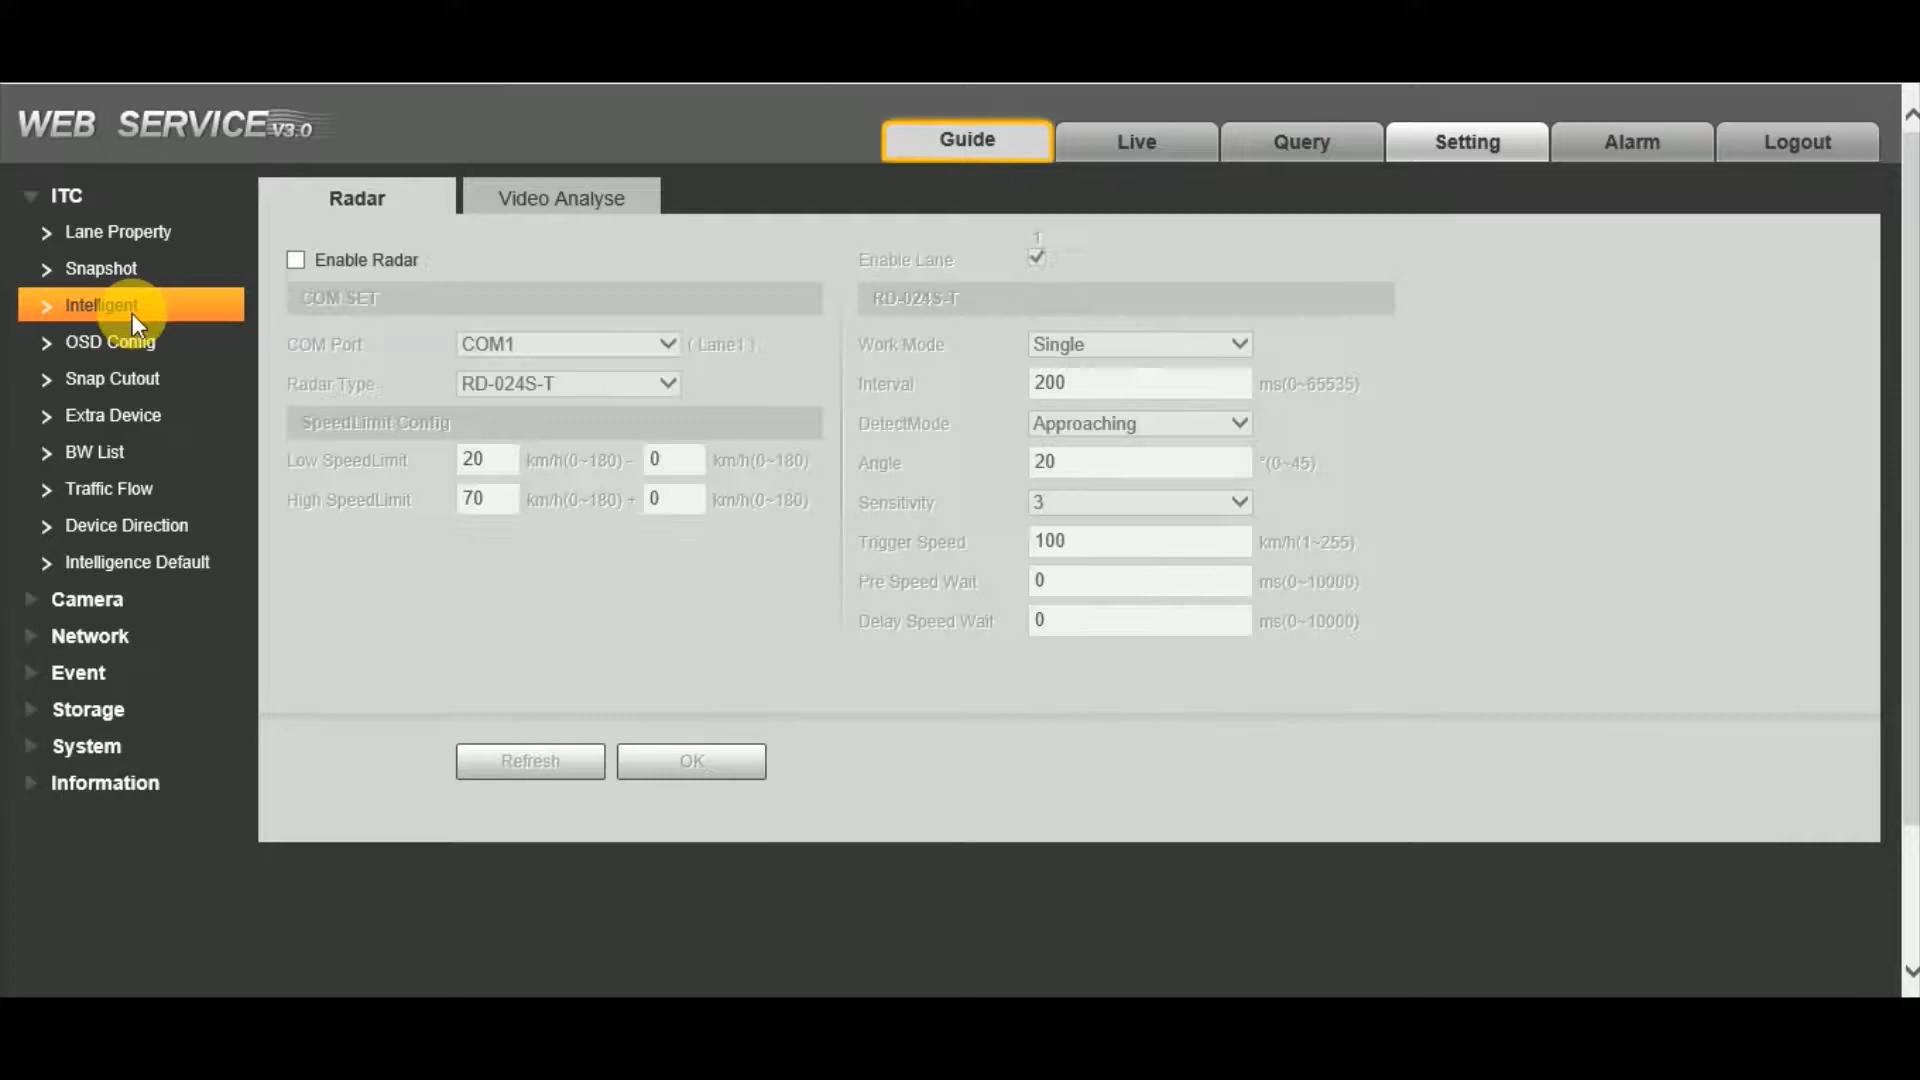 WEB SERVICE V3.0
Guide
Live
Query
Setting
Alarm
Logout
ITC
Lane Property
Snapshot
Intelligent
OSD Config
Snap Cutout
Extra Device
BW List
Traffic Flow
Device Direction
Intelligence Default
Camera
Network
Event
Storage
System
Information
Radar
Video Analyse
Enable Radar
COM SET
COM Port COM1 ( Lane1 )
Radar Type RD-024S-T
SpeedLimit Config
Low SpeedLimit 20 km/h(0~180) - 0 km/h(0~180)
High SpeedLimit 70 km/h(0~180) + 0 km/h(0~180)
1
Enable Lane
RD-024S-T
Work Mode Single
Interval 200 ms(0~65535)
DetectMode Approaching
Angle 20 °(0~45)
Sensitivity 3
Trigger Speed 100 km/h(1~255)
Pre Speed Wait 0 ms(0~10000)
Delay Speed Wait 0 ms(0~10000)
Refresh
OK